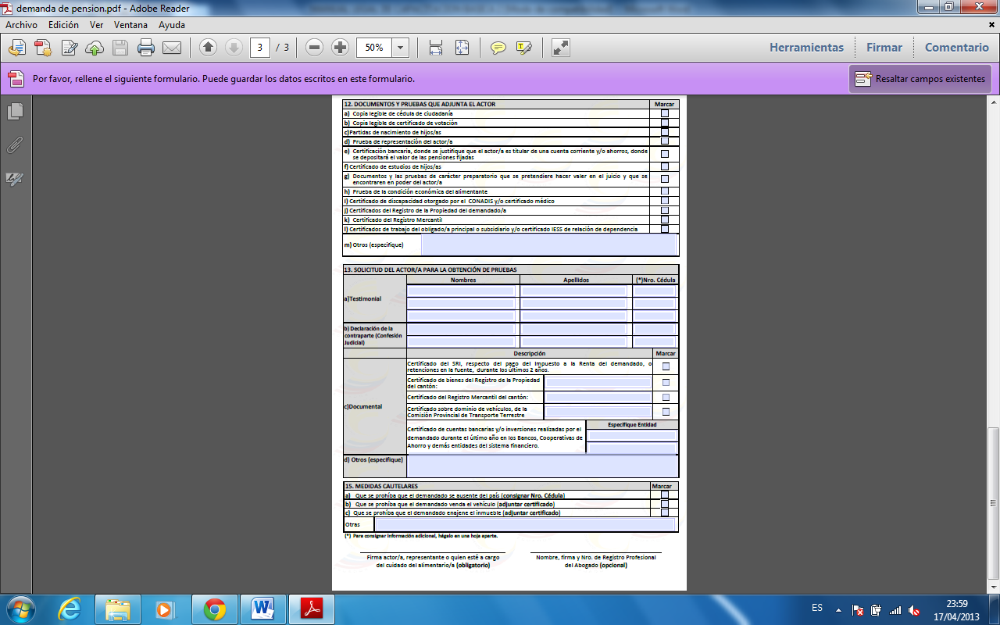 demanda de pension.pdf - Adobe Reader
Archivo Edición Ver Ventana Ayuda
3 / 3 50% Herramientas Firmar Comentario
Por favor, rellene el siguiente formulario. Puede guardar los datos escritos en este formulario. Resaltar campos existentes
12. DOCUMENTOS Y PRUEBAS QUE ADJUNTA EL ACTOR Marcar
a) Copia legible de cédula de ciudadanía
b) Copia legible de certificado de votación
c)Partidas de nacimiento de hijos/as
d) Prueba de representación del actor/a
e) Certificación bancaria, donde se justifique que el actor/a es titular de una cuenta corriente y/o ahorros, donde
se depositará el valor de las pensiones fijadas
f) Certificado de estudios de hijos/as
g) Documentos y las pruebas de carácter preparatorio que se pretendiere hacer valer en el juicio y que se
encontraren en poder del actor/a
h) Prueba de la condición económica del alimentante
i) Certificado de discapacidad otorgado por el CONADIS y/o certificado médico
j) Certificados del Registro de la Propiedad del demandado/a
k) Certificado del Registro Mercantil
l) Certificados de trabajo del obligado/a principal o subsidiario y/o certificado IESS de relación de dependencia
m) Otros (especifique)
13. SOLICITUD DEL ACTOR/A PARA LA OBTENCIÓN DE PRUEBAS
Nombres Apellidos (*)Nro. Cédula
a)Testimonial
b) Declaración de la
contraparte (Confesión
Judicial)
Descripción Marcar
c)Documental
Certificado del SRI, respecto del pago del Impuesto a la Renta del demandado, o
retenciones en la fuente, durante los últimos 2 años.
Certificado de bienes del Registro de la Propiedad
del cantón:
Certificado del Registro Mercantil del cantón:
Certificado sobre dominio de vehículos, de la
Comisión Provincial de Transporte Terrestre
Certificado de cuentas bancarias y/o inversiones realizadas por el
demandado durante el último año en los Bancos, Cooperativas de
Ahorro y demás entidades del sistema financiero.
Especifique Entidad
d) Otros (especifique)
15. MEDIDAS CAUTELARES Marcar
a) Que se prohíba que el demandado se ausente del país (consignar Nro. Cédula)
b) Que se prohíba que el demandado venda el vehículo (adjuntar certificado)
c) Que se prohíba que el demandado enajene el inmueble (adjuntar certificado)
Otras
(*) Para consignar información adicional, hágalo en una hoja aparte.
Firma actor/a, representante o quien esté a cargo
del cuidado del alimentario/a (obligatorio)
Nombre, firma y Nro. de Registro Profesional
del Abogado (opcional)
ES 23:59
17/04/2013